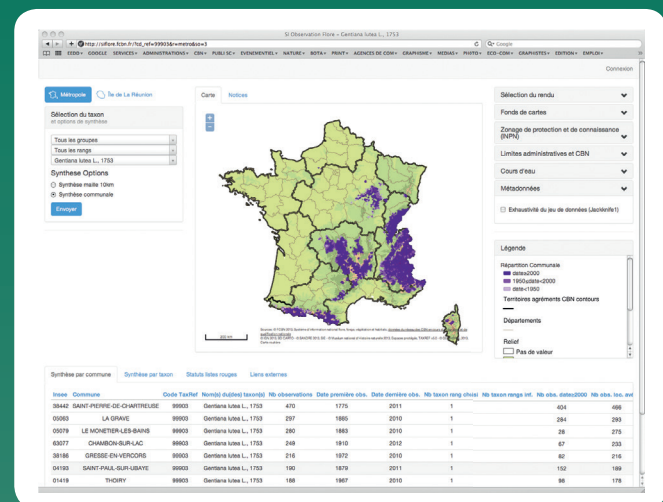 SI Observation Flore – Gentiana lutea L., 1753
http://siflore.fcbn.fr/?cd_ref=99903&r=metro&so=3
Google
EEDD GOOGLE SERVICES ADMINISTRATIONS CSN PUBLI SC EVENEMENTIEL NATURE BOTA PRINT AGENCES DE COM GRAPHISME MEDIAS PHOTO ECO-COM GRAPHISTES EDITION EMPLOI
Connexion
Métropole Île de La Réunion
Sélection du taxon
et options de synthèse
Tous les groupes
Tous les rangs
Gentiana lutea L., 1753
Synthese Options
Synthèse maille 10km
Synthèse communale
Envoyer
Carte Notices
+
-
Sélection du rendu
Fonds de cartes
Zonage de protection et de connaissance
(INPN)
Limites administratives et CBN
Cours d'eau
Métadonnées
Exhaustivité du jeu de données (Jacknife1)
Légende
Répartition Communale
date≥2000
1950≤date<2000
date<1950
Territoires agréments CBN contours
Départements
Relief
Pas de valeur
Synthèse par commune Synthèse par taxon Statuts listes rouges Liens externes
Insee Commune Code TaxRef Nom(s) du(des) taxon(s) Nb observations Date première obs. Date dernière obs. Nb taxon rang choisi Nb taxon rangs inf. Nb obs. date≥2000 Nb obs. loc. avé
38442 SAINT-PIERRE-DE-CHARTREUSE 99903 Gentiana lutea L., 1753 470 1775 2011 1 404 466
05063 LA GRAVE 99903 Gentiana lutea L., 1753 297 1885 2010 1 284 293
05079 LE MONETIER-LES-BAINS 99903 Gentiana lutea L., 1753 280 1883 2010 1 28 275
63077 CHAMBON-SUR-LAC 99903 Gentiana lutea L., 1753 249 1910 2012 1 67 233
38186 GRESSE-EN-VERCORS 99903 Gentiana lutea L., 1753 216 1972 2010 1 82 216
04193 SAINT-PAUL-SUR-UBAYE 99903 Gentiana lutea L., 1753 190 1879 2011 1 152 189
01419 THOIRY 99903 Gentiana lutea L., 1753 188 1967 2010 1 98 178